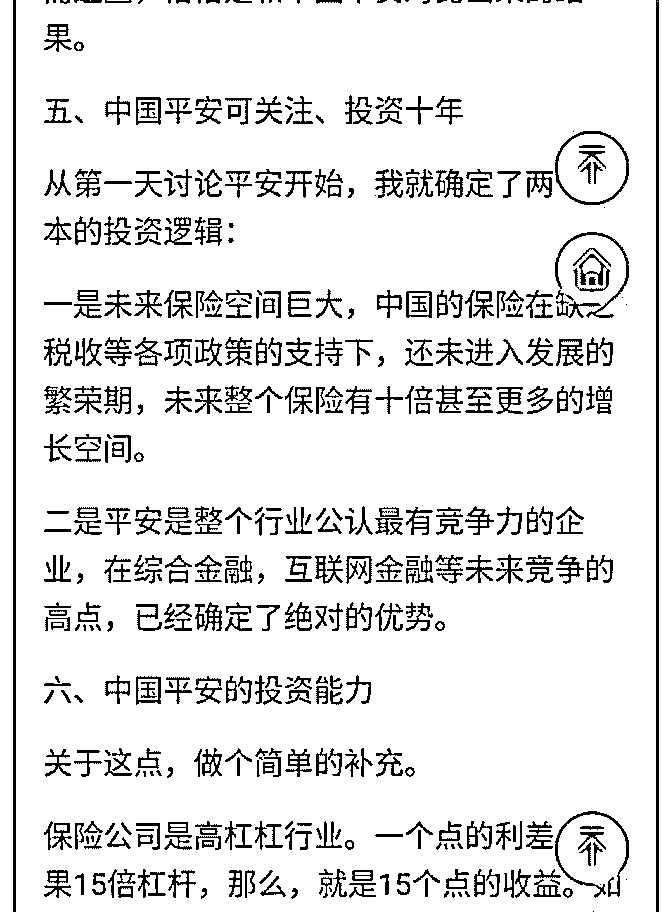 果。
五、中国平安可关注、投资十年
从第一天讨论平安开始，我就确定了两
本的投资逻辑：
一是未来保险空间巨大，中国的保险在缺乏
税收等各项政策的支持下，还未进入发展的
繁荣期，未来整个保险有十倍甚至更多的增
长空间。
二是平安是整个行业公认最有竞争力的企
业，在综合金融，互联网金融等未来竞争的
高点，已经确定了绝对的优势。
六、中国平安的投资能力
关于这点，做个简单的补充。
保险公司是高杠杠行业。一个点的利差
果15倍杠杆，那么，就是15个点的收益。如